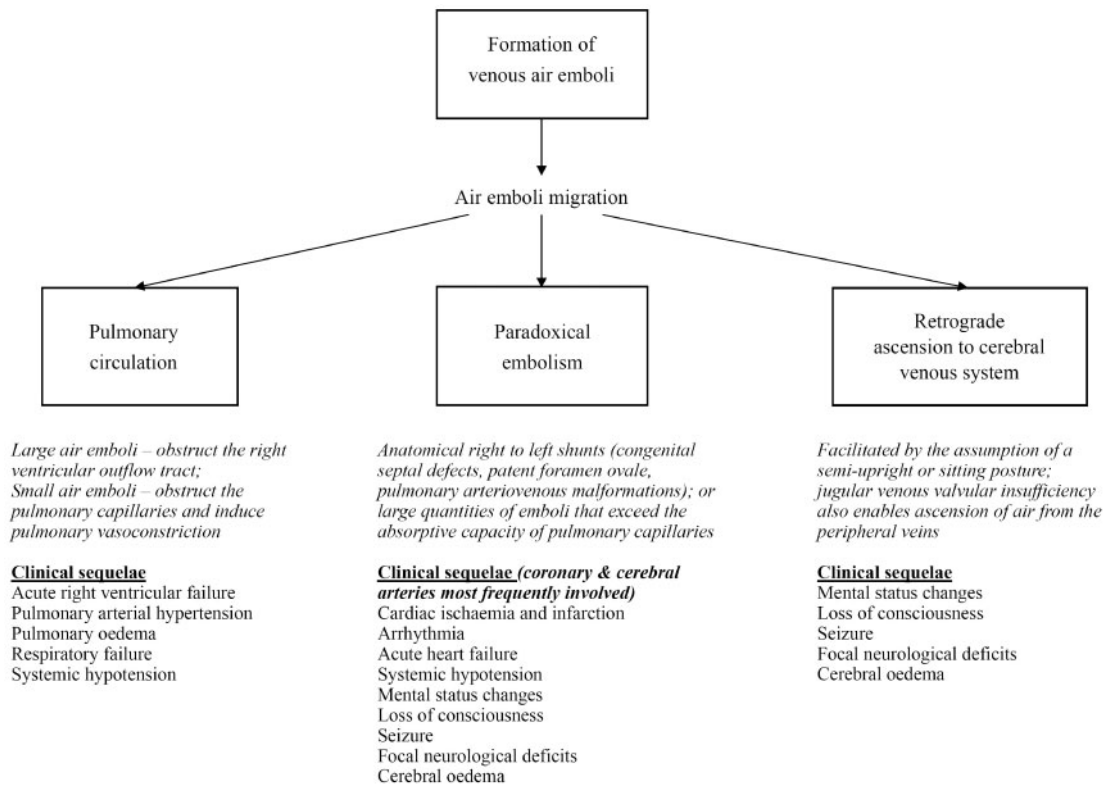 Formation of
venous air emboli
Air emboli migration
Pulmonary
circulation
Paradoxical
embolism
Retrograde
ascension to cerebral
venous system
Large air emboli – obstruct the right
ventricular outflow tract;
Small air emboli – obstruct the
pulmonary capillaries and induce
pulmonary vasoconstriction
Clinical sequelae
Acute right ventricular failure
Pulmonary arterial hypertension
Pulmonary oedema
Respiratory failure
Systemic hypotension
Anatomical right to left shunts (congenital
septal defects, patent foramen ovale,
pulmonary arteriovenous malformations); or
large quantities of emboli that exceed the
absorptive capacity of pulmonary capillaries
Clinical sequelae (coronary & cerebral
arteries most frequently involved)
Cardiac ischaemia and infarction
Arrhythmia
Acute heart failure
Systemic hypotension
Mental status changes
Loss of consciousness
Seizure
Focal neurological deficits
Cerebral oedema
Facilitated by the assumption of a
semi-upright or sitting posture;
jugular venous valvular insufficiency
also enables ascension of air from the
peripheral veins
Clinical sequelae
Mental status changes
Loss of consciousness
Seizure
Focal neurological deficits
Cerebral oedema